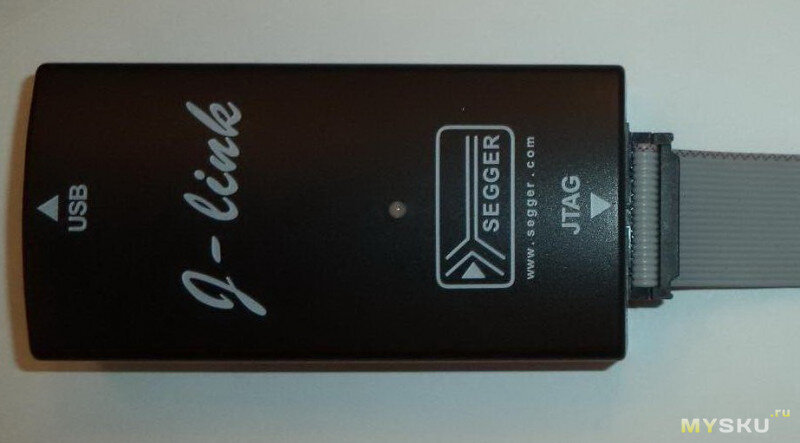 USB
J-link
SEGGER
www.segger.com
JTAG
MYSKU.ru